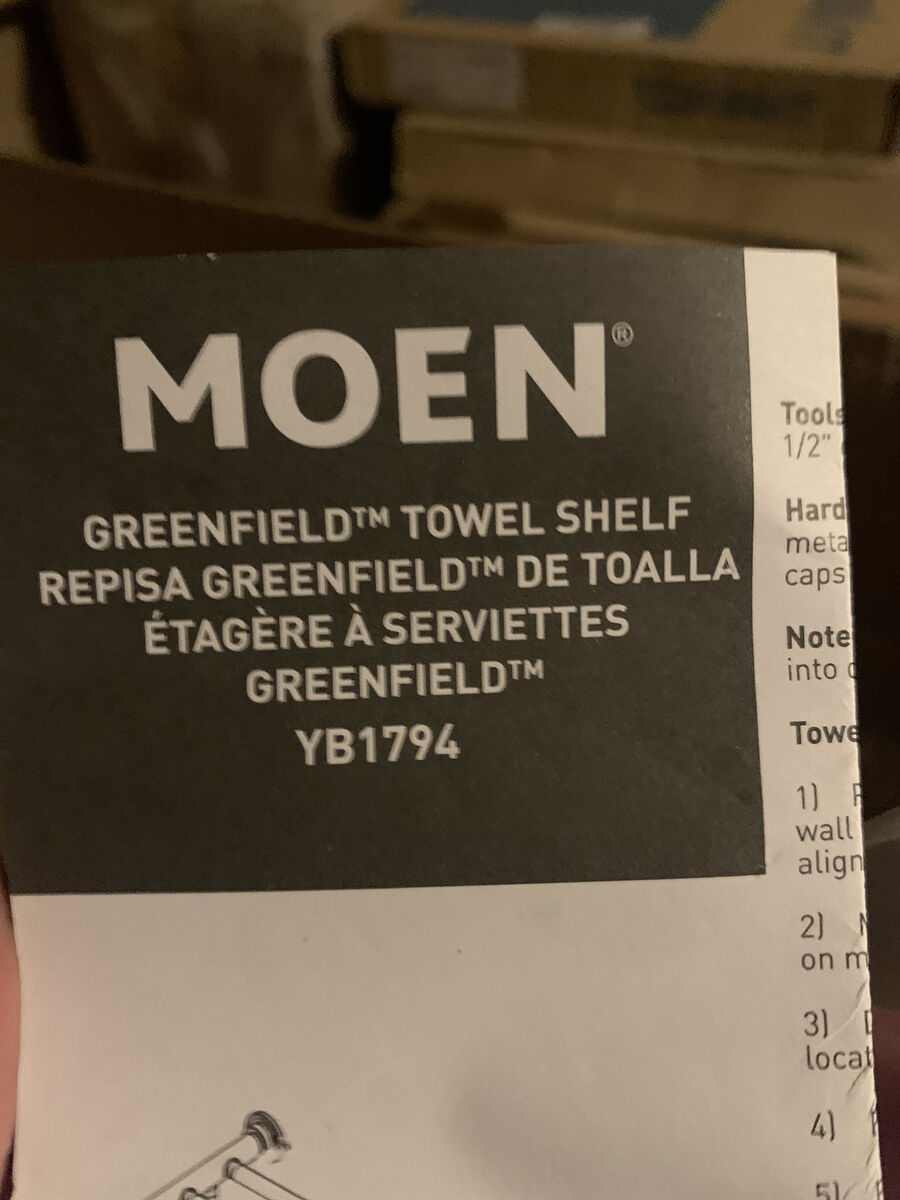 MOEN®
GREENFIELD™ TOWEL SHELF
REPISA GREENFIELD™ DE TOALLA
ÉTAGÈRE À SERVIETTES
GREENFIELD™
YB1794
Tools
1/2"
Hard
meta
caps
Note
into
Towe
1)
wall
align
2)
on m
3)
locat
4)
5)